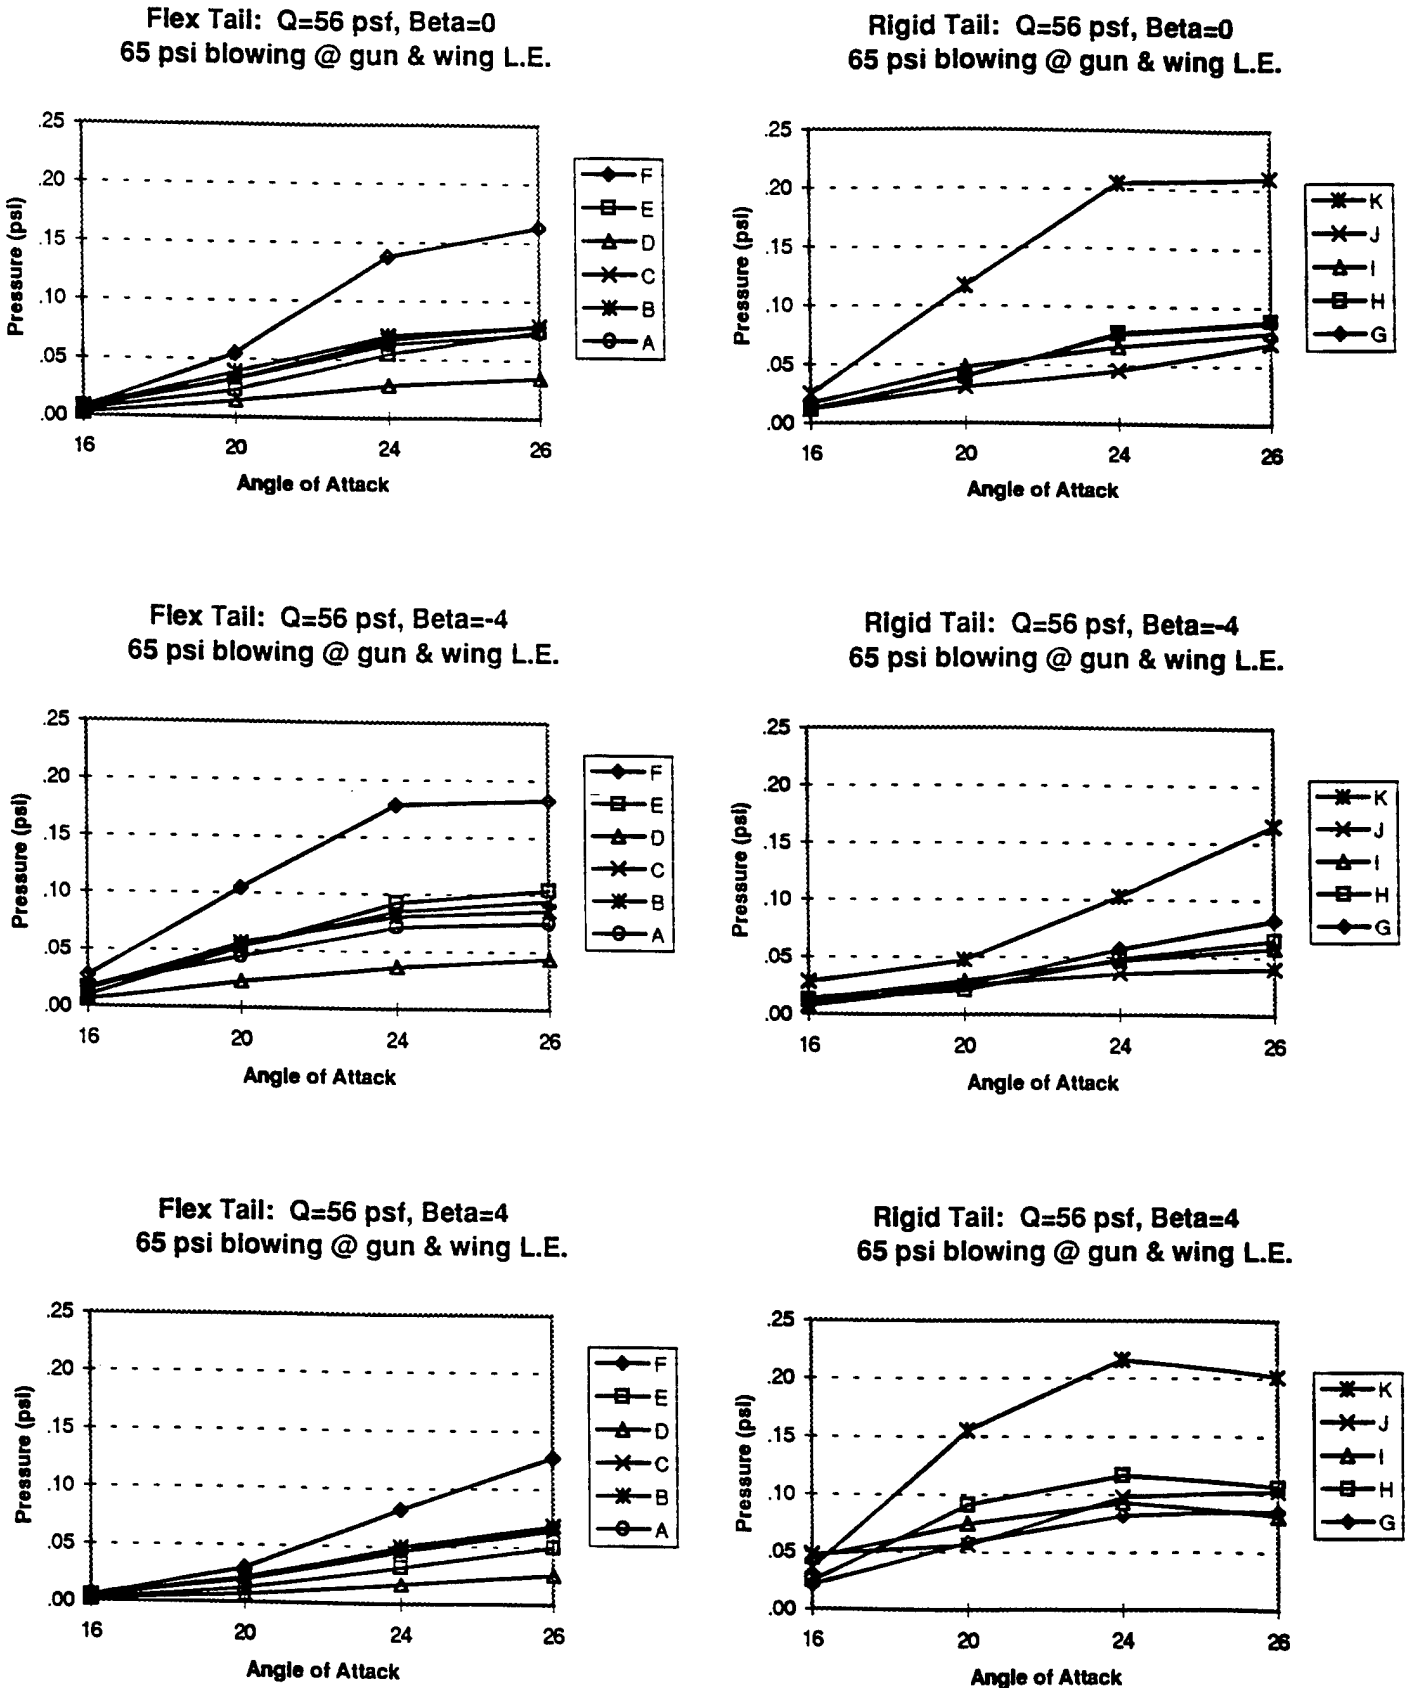 Flex Tail: Q=56 psf, Beta=0
65 psi blowing @ gun & wing L.E.
.25
.20
.15
.10
.05
.00
Pressure (psi)
16 20 24 26
Angle of Attack
F
E
D
C
B
A
Rigid Tail: Q=56 psf, Beta=0
65 psi blowing @ gun & wing L.E.
.25
.20
.15
.10
.05
.00
Pressure (psi)
16 20 24 26
Angle of Attack
K
J
I
H
G
Flex Tail: Q=56 psf, Beta=-4
65 psi blowing @ gun & wing L.E.
.25
.20
.15
.10
.05
.00
Pressure (psi)
16 20 24 26
Angle of Attack
F
E
D
C
B
A
Rigid Tail: Q=56 psf, Beta=-4
65 psi blowing @ gun & wing L.E.
.25
.20
.15
.10
.05
.00
Pressure (psi)
16 20 24 26
Angle of Attack
K
J
I
H
G
Flex Tail: Q=56 psf, Beta=4
65 psi blowing @ gun & wing L.E.
.25
.20
.15
.10
.05
.00
Pressure (psi)
16 20 24 26
Angle of Attack
F
E
D
C
B
A
Rigid Tail: Q=56 psf, Beta=4
65 psi blowing @ gun & wing L.E.
.25
.20
.15
.10
.05
.00
Pressure (psi)
16 20 24 26
Angle of Attack
K
J
I
H
G